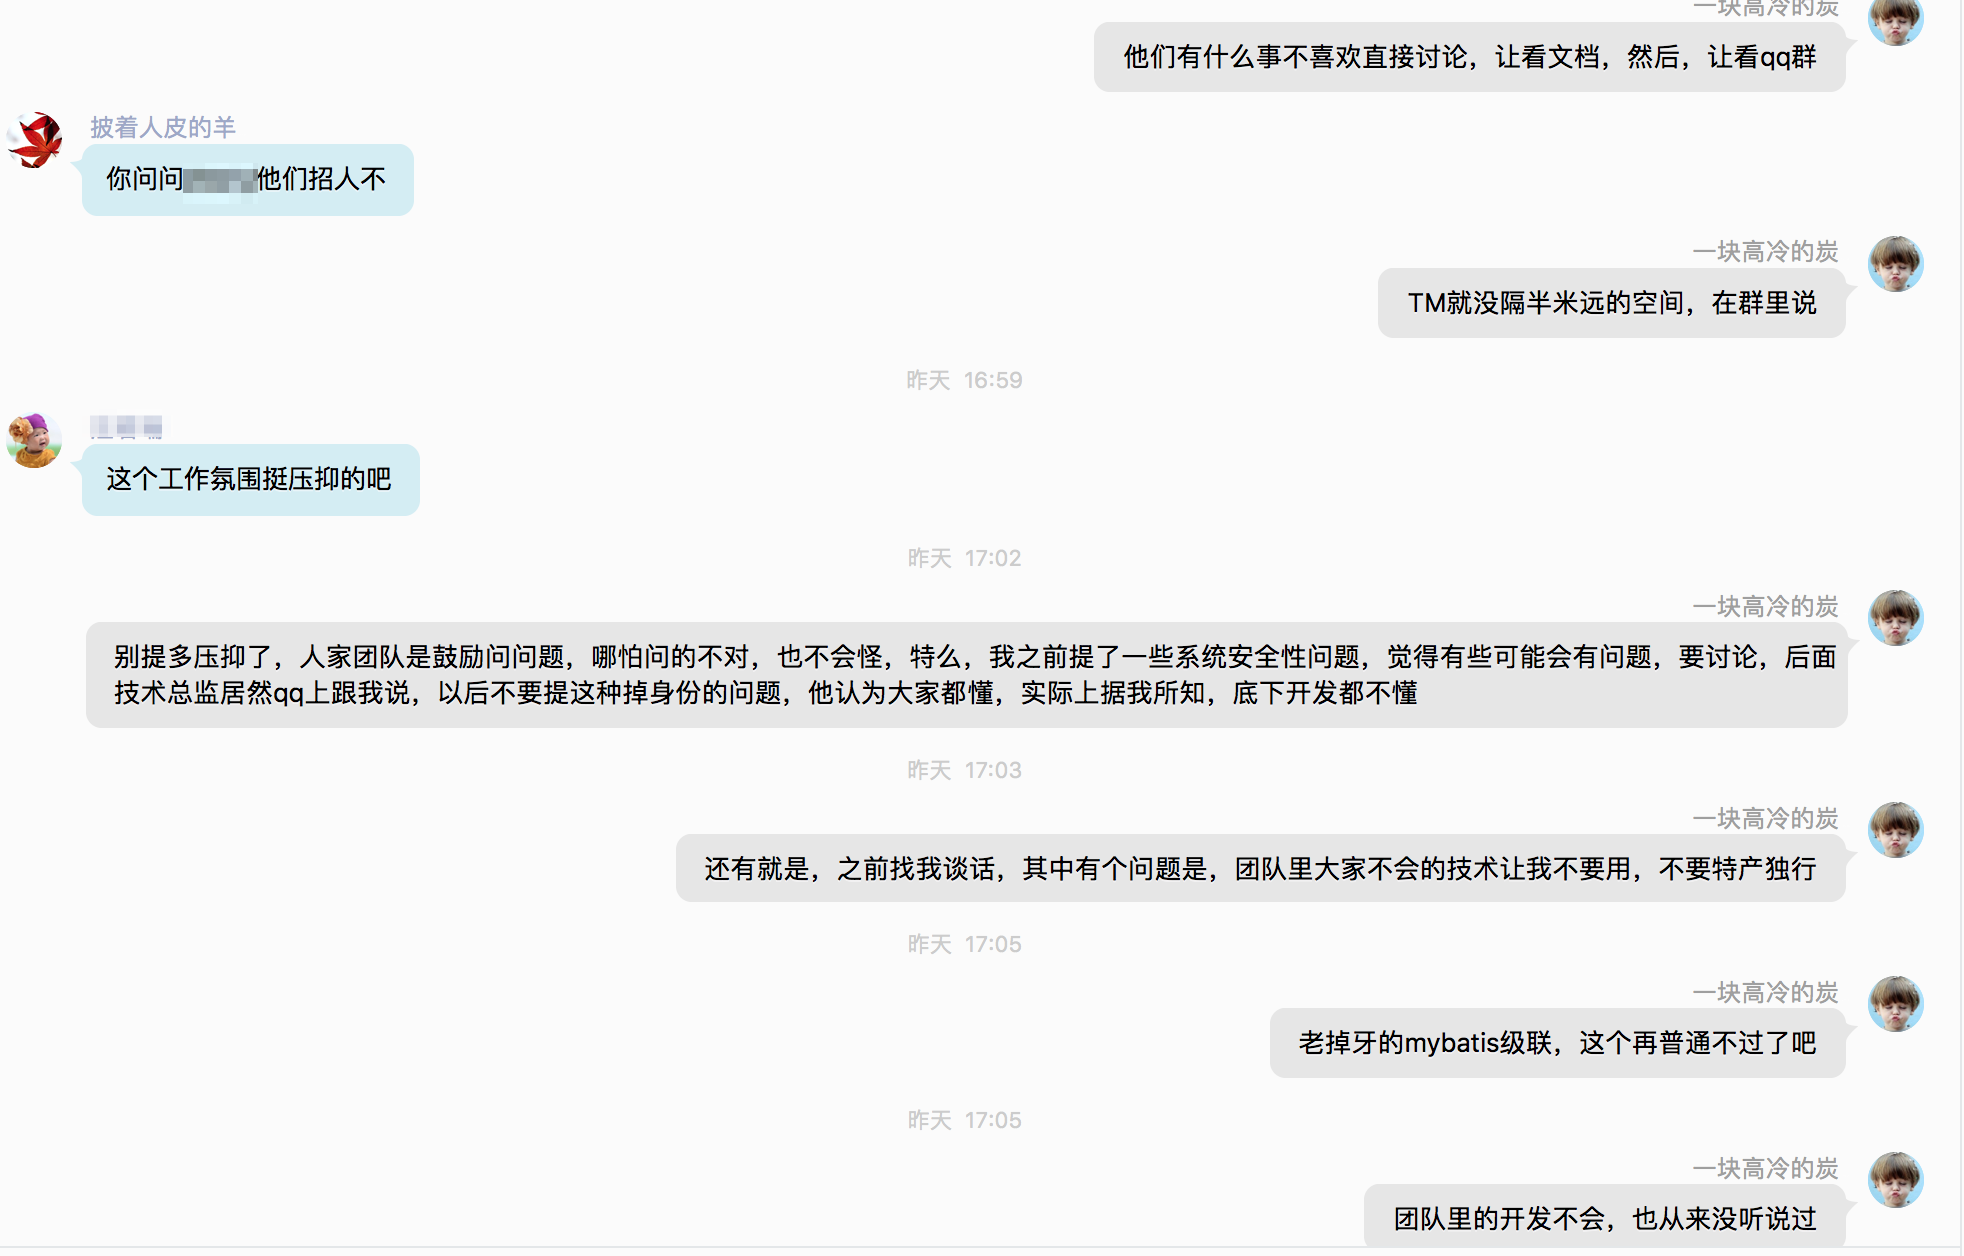 一块高冷的炭
他们有什么事不喜欢直接讨论，让看文档，然后，让看qq群
披着人皮的羊
你问问他们招人不
一块高冷的炭
TM就没隔半米远的空间，在群里说
昨天 16:59
这个工作氛围挺压抑的吧
昨天 17:02
一块高冷的炭
别提多压抑了，人家团队是鼓励问问题，哪怕问的不对，也不会怪，特么，我之前提了一些系统安全性问题，觉得有些可能会有问题，要讨论，后面
技术总监居然qq上跟我说，以后不要提这种掉身份的问题，他认为大家都懂，实际上据我所知，底下开发都不懂
昨天 17:03
一块高冷的炭
还有就是，之前找我谈话，其中有个问题是，团队里大家不会的技术让我不要用，不要特产独行
昨天 17:05
一块高冷的炭
老掉牙的mybatis级联，这个再普通不过了吧
昨天 17:05
一块高冷的炭
团队里的开发不会，也从来没听说过